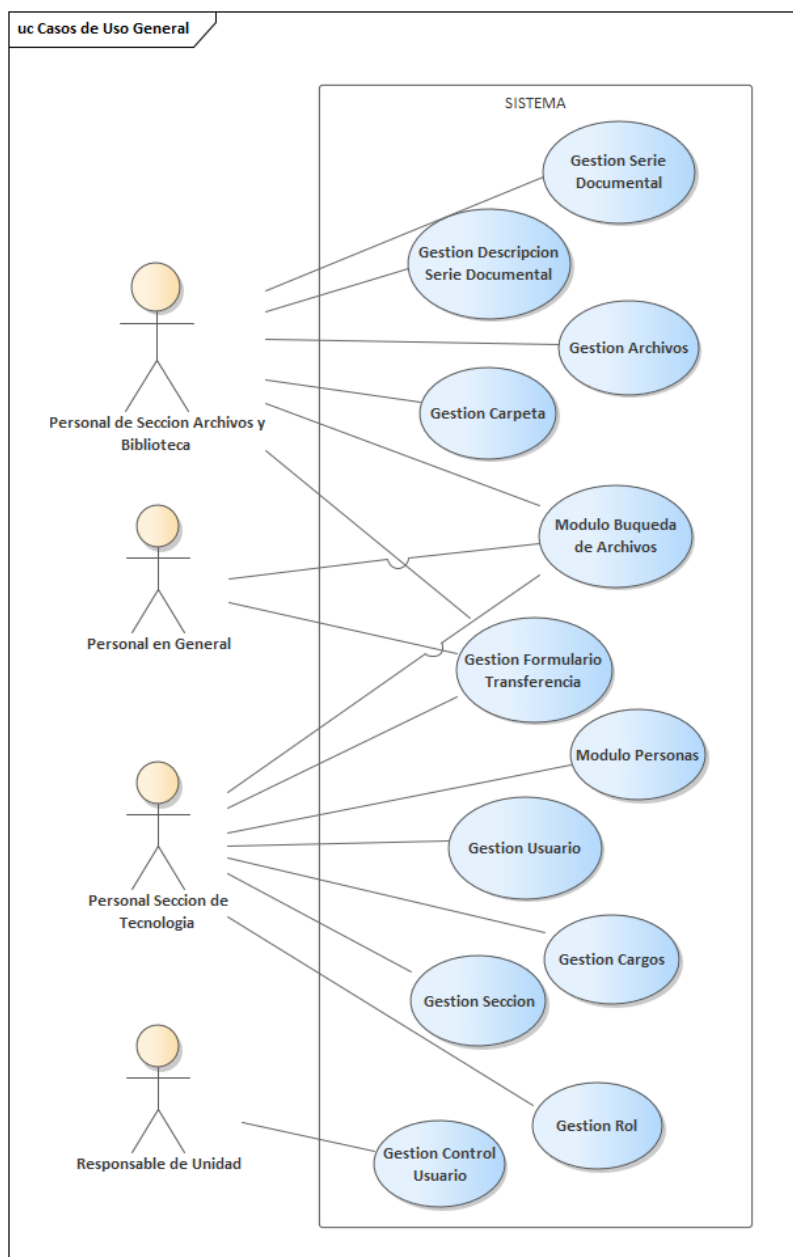 uc Casos de Uso General
SISTEMA
Gestion Serie
Documental
Gestion Descripcion
Serie Documental
Gestion Archivos
Gestion Carpeta
Personal de Seccion Archivos y
Biblioteca
Modulo Buqueda
de Archivos
Personal en General
Gestion Formulario
Transferencia
Modulo Personas
Gestion Usuario
Personal Seccion de
Tecnologia
Gestion Cargos
Gestion Seccion
Gestion Rol
Responsable de Unidad
Gestion Control
Usuario